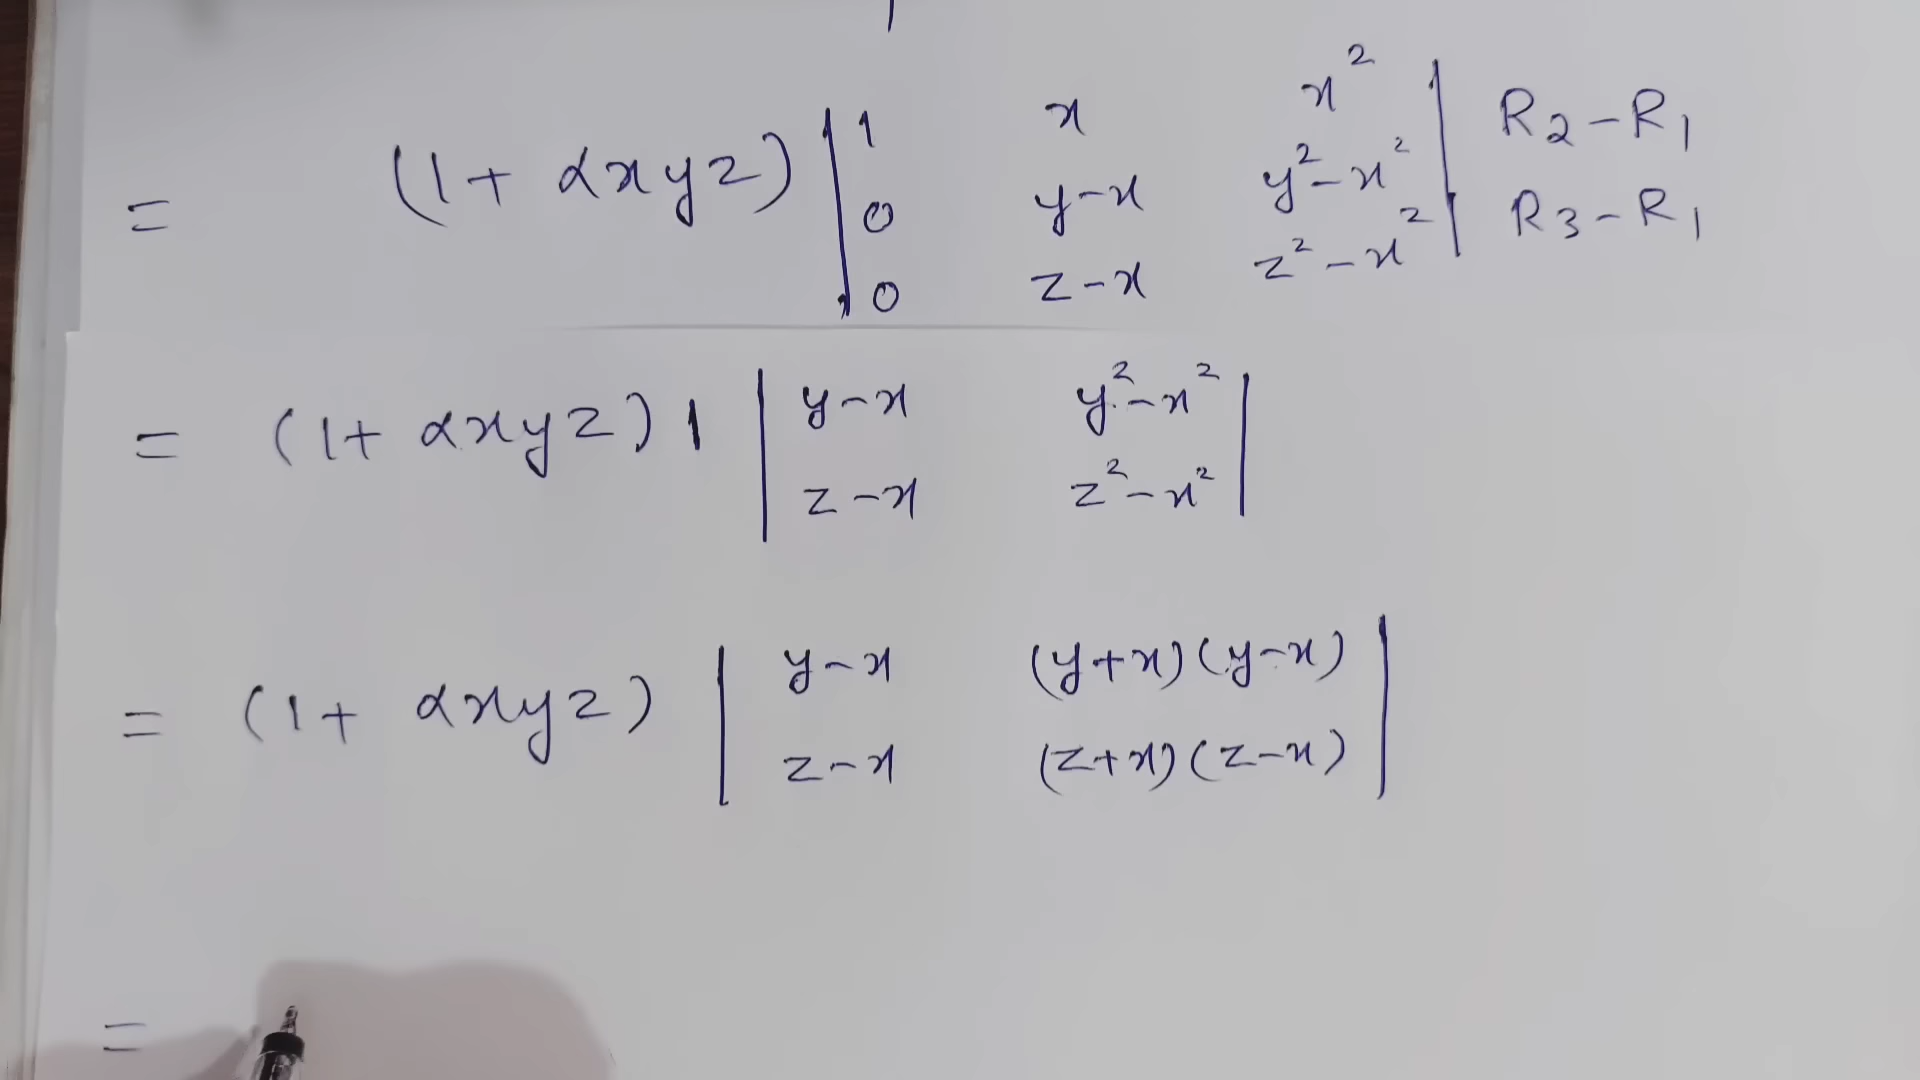 = (1+ αxyz) | 1 x x² | R2-R1
| 0 y-x y²-x² |
| 0 z-x z²-x² | R3-R1
= (1+ αxyz) 1 | y-x y²-x² |
| z-x z²-x² |
= (1+ αxyz) | y-x (y+x)(y-x) |
| z-x (z+x)(z-x) |
=